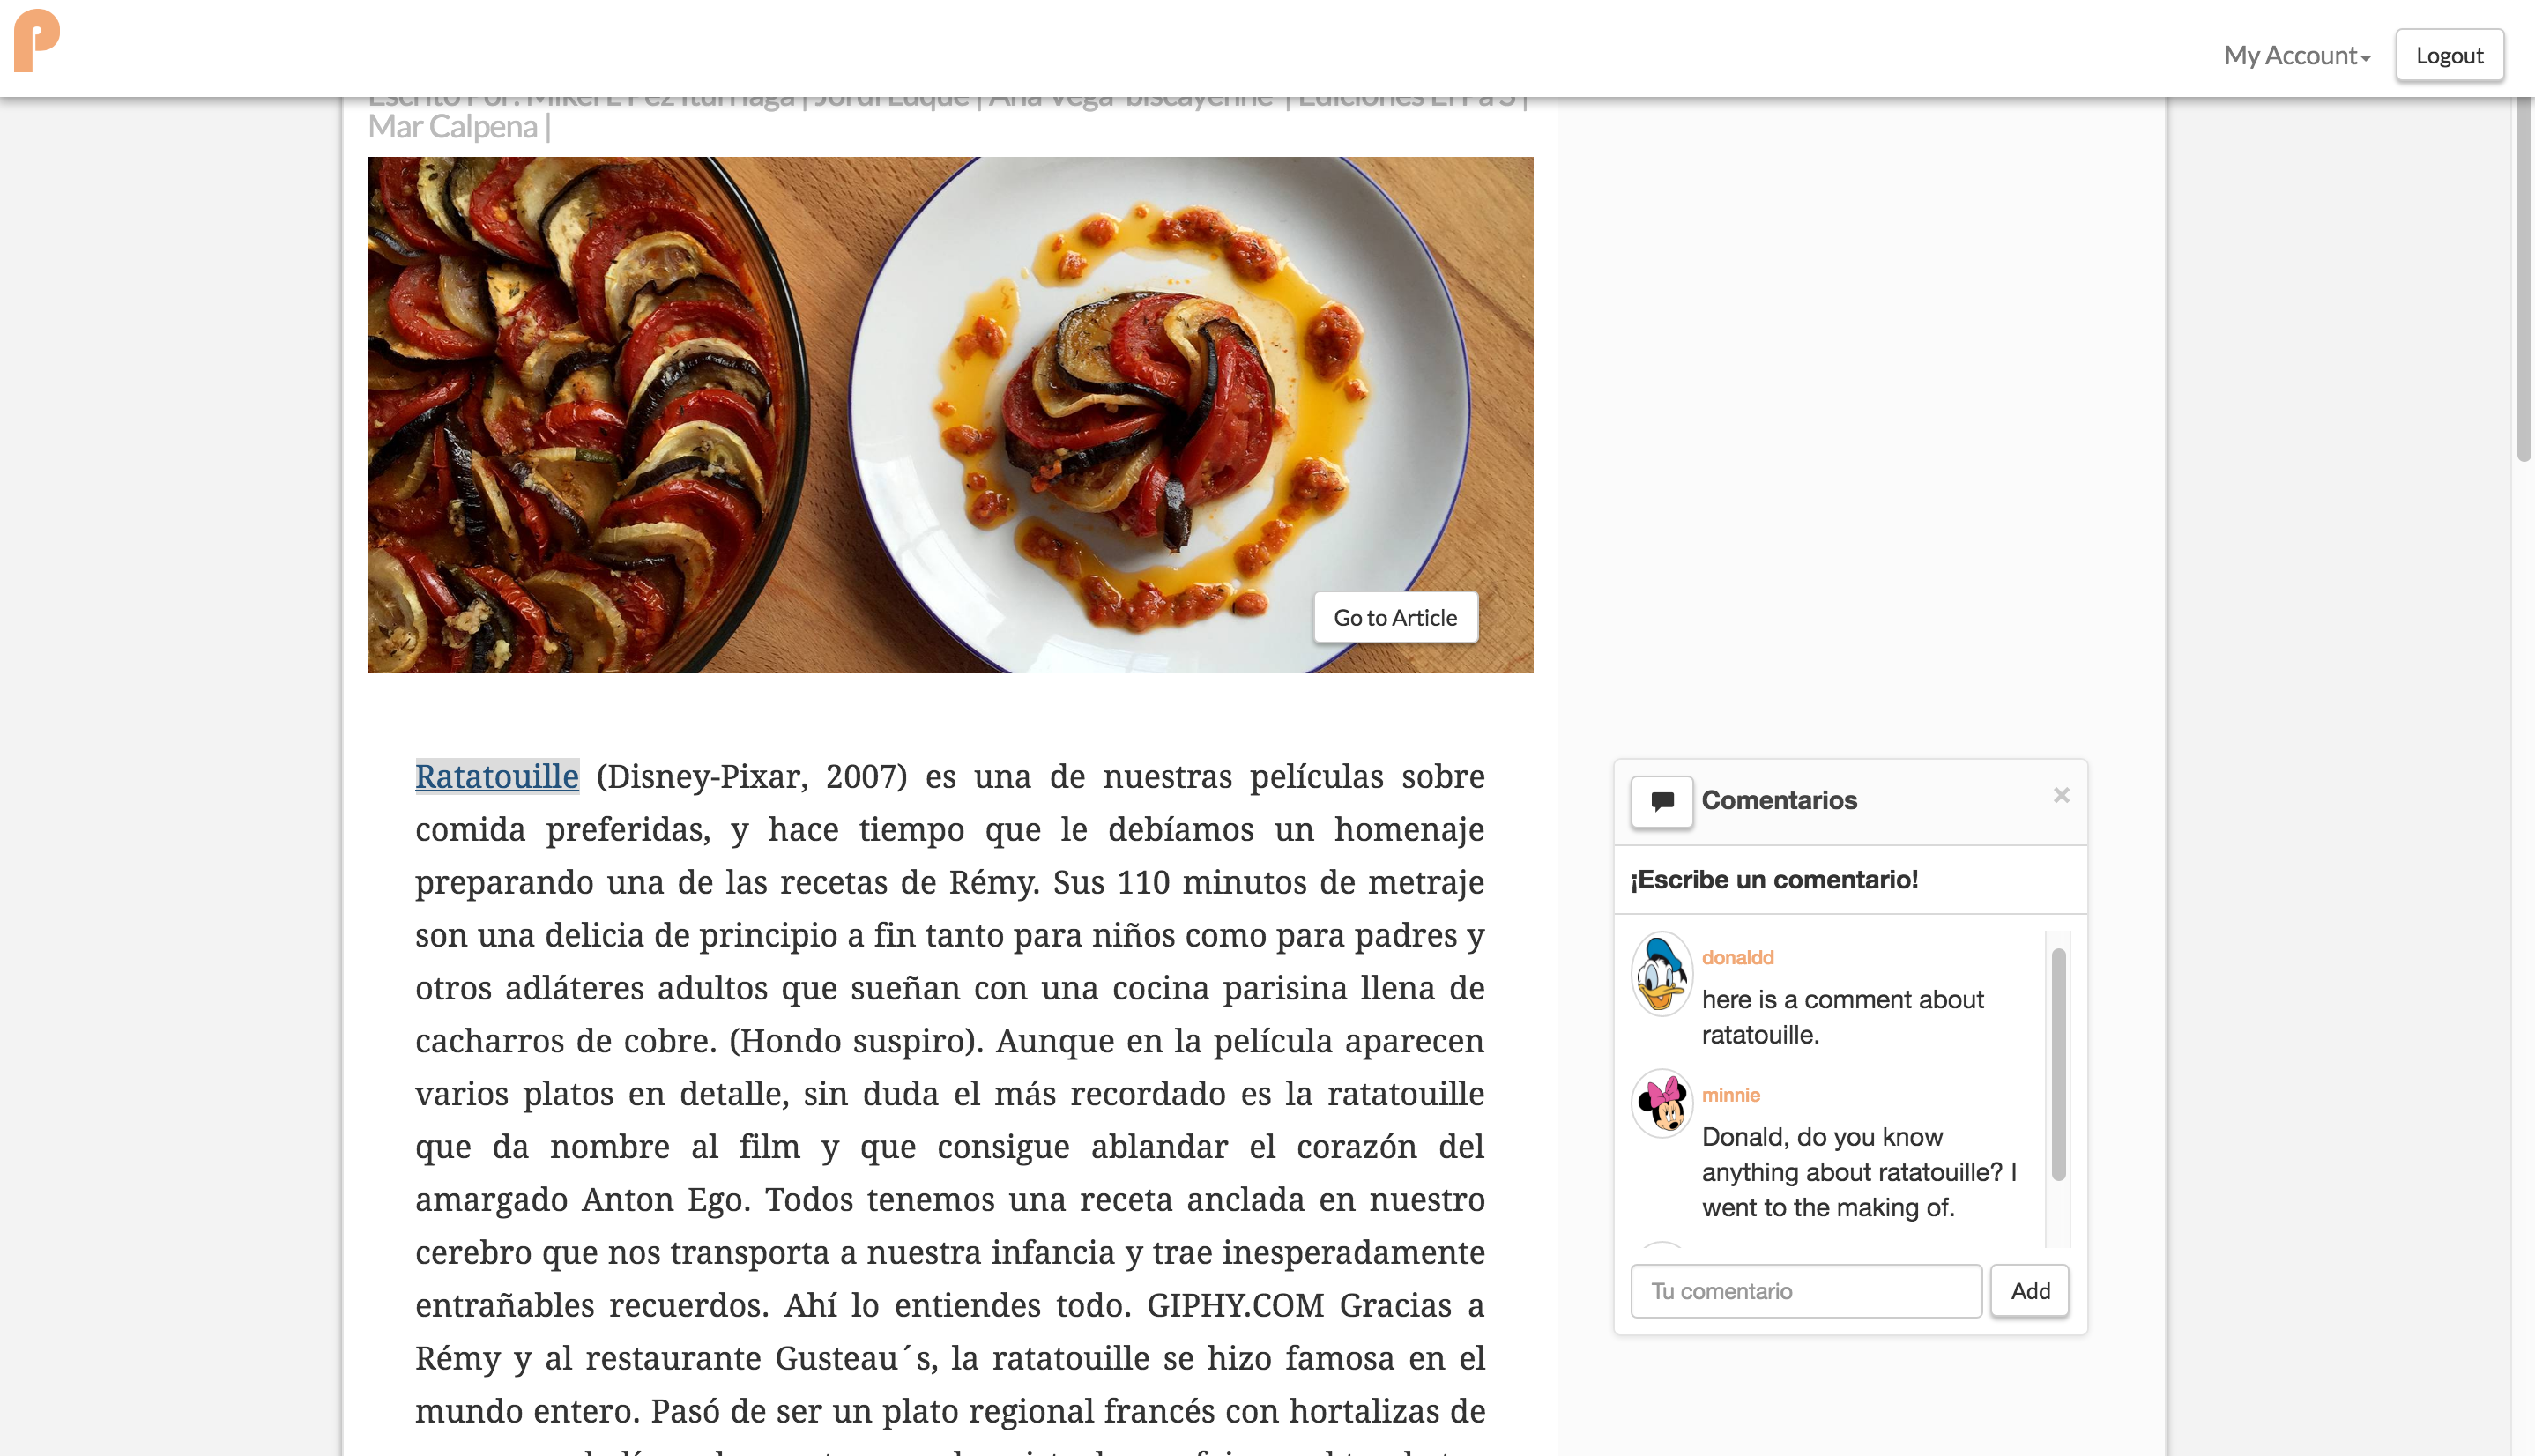 My Account
Logout
Mar Calpena |
Go to Article
Ratatouille (Disney-Pixar, 2007) es una de nuestras películas sobre
comida preferidas, y hace tiempo que le debíamos un homenaje
preparando una de las recetas de Rémy. Sus 110 minutos de metraje
son una delicia de principio a fin tanto para niños como para padres y
otros adláteres adultos que sueñan con una cocina parisina llena de
cacharros de cobre. (Hondo suspiro). Aunque en la película aparecen
varios platos en detalle, sin duda el más recordado es la ratatouille
que da nombre al film y que consigue ablandar el corazón del
amargado Anton Ego. Todos tenemos una receta anclada en nuestro
cerebro que nos transporta a nuestra infancia y trae inesperadamente
entrañables recuerdos. Ahí lo entiendes todo. GIPHY.COM Gracias a
Rémy y al restaurante Gusteau´s, la ratatouille se hizo famosa en el
mundo entero. Pasó de ser un plato regional francés con hortalizas de
Comentarios
×
¡Escribe un comentario!
donaldd
here is a comment about
ratatouille.
minnie
Donald, do you know
anything about ratatouille? I
went to the making of.
Tu comentario
Add